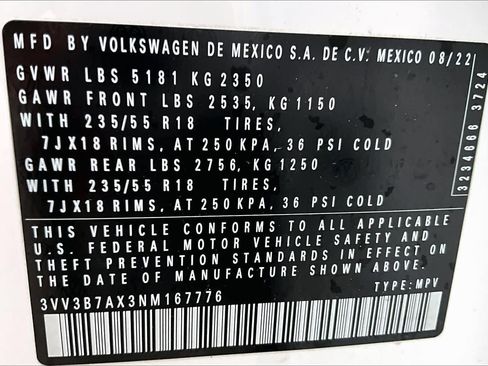 MFD BY VOLKSWAGEN DE MEXICO S.A. DE C.V. MEXICO 08/22
GVWR LBS 5181 KG 2350
GAWR FRONT LBS 2535, KG 1150
WITH 235/55 R18 TIRES,
7JX18 RIMS, AT 250 KPA, 36 PSI COLD
GAWR REAR LBS 2756, KG 1250
WITH 235/55 R18 TIRES,
7JX18 RIMS, AT 250 KPA, 36 PSI COLD
THIS VEHICLE CONFORMS TO ALL APPLICABLE
U.S. FEDERAL MOTOR VEHICLE SAFETY AND
THEFT PREVENTION STANDARDS IN EFFECT ON
THE DATE OF MANUFACTURE SHOWN ABOVE.
3VV3B7AX3NM167776 TYPE: MPV
3234666 3724